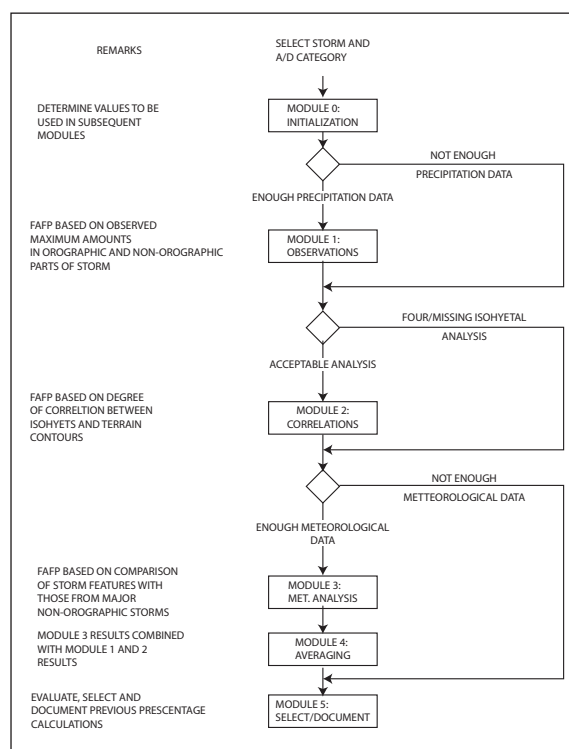 REMARKS
SELECT STORM AND
A/D CATEGORY
DETERMINE VALUES TO BE
USED IN SUBSEQUENT
MODULES
MODULE 0:
INITIALIZATION
NOT ENOUGH
PRECIPITATION DATA
ENOUGH PRECIPITATION DATA
FAFP BASED ON OBSERVED
MAXIMUM AMOUNTS
IN OROGRAPHIC AND NON-OROGRAPHIC
PARTS OF STORM
MODULE 1:
OBSERVATIONS
FOUR/MISSING ISOHYETAL
ANALYSIS
ACCEPTABLE ANALYSIS
FAFP BASED ON DEGREE
OF CORRELTION BETWEEN
ISOHYETS AND TERRAIN
CONTOURS
MODULE 2:
CORRELATIONS
NOT ENOUGH
METTEOROLOGICAL DATA
ENOUGH METEOROLOGICAL
DATA
FAFP BASED ON COMPARISON
OF STORM FEATURES WITH
THOSE FROM MAJOR
NON-OROGRAPHIC STORMS
MODULE 3:
MET. ANALYSIS
MODULE 3 RESULTS COMBINED
WITH MODULE 1 AND 2
RESULTS
MODULE 4:
AVERAGING
EVALUATE, SELECT AND
DOCUMENT PREVIOUS PRESCENTAGE
CALCULATIONS
MODULE 5:
SELECT/DOCUMENT